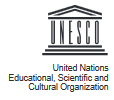 UNESCO
United Nations
Educational, Scientific and
Cultural Organization